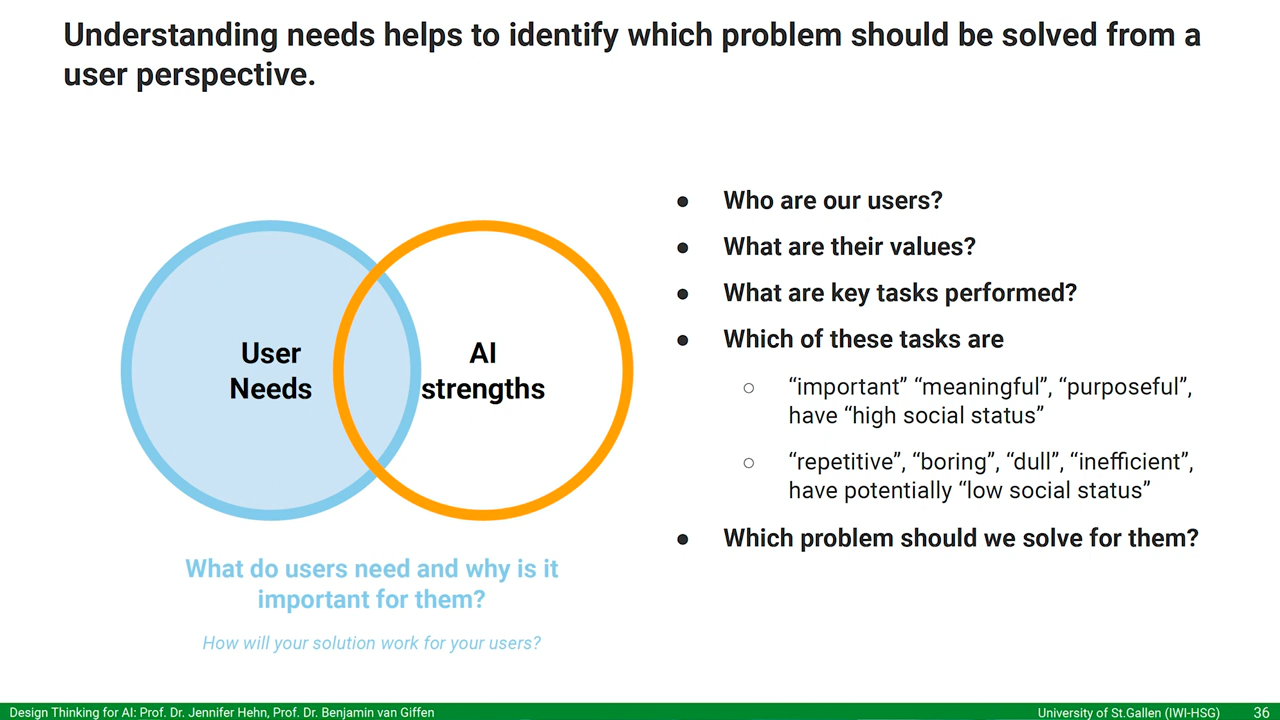 Understanding needs helps to identify which problem should be solved from a
user perspective.
User
Needs
AI
strengths
What do users need and why is it
important for them?
How will your solution work for your users?
● Who are our users?
● What are their values?
● What are key tasks performed?
● Which of these tasks are
○ “important” “meaningful”, “purposeful”,
have “high social status”
○ “repetitive”, “boring”, “dull”, “inefficient”,
have potentially “low social status”
● Which problem should we solve for them?
Design Thinking for AI: Prof. Dr. Jennifer Hehn, Prof. Dr. Benjamin van Giffen
University of St.Gallen (IWI-HSG)
36